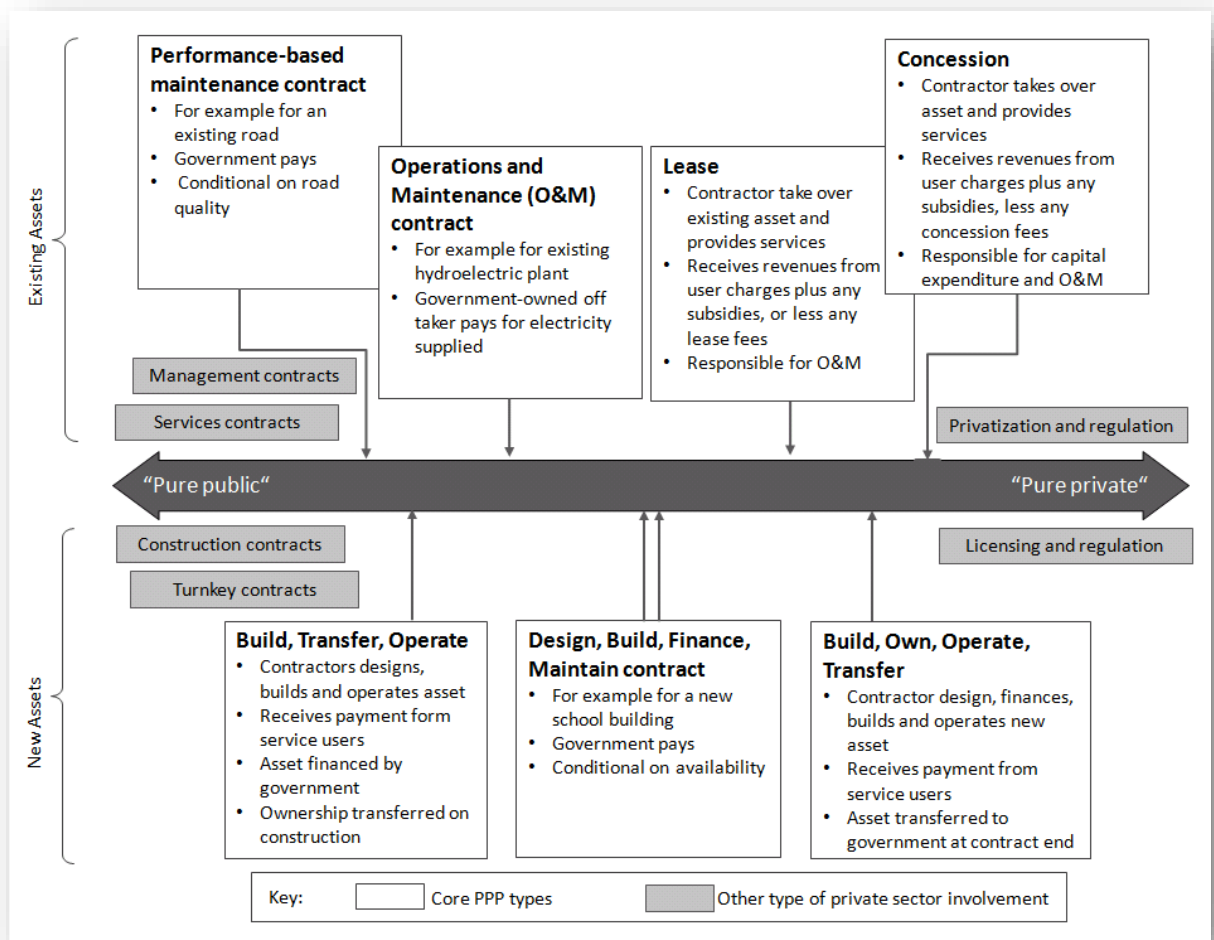 Existing Assets
Performance-based
maintenance contract
• For example for an
existing road
• Government pays
• Conditional on road
quality
Operations and
Maintenance (O&M)
contract
• For example for existing
hydroelectric plant
• Government-owned off
taker pays for electricity
supplied
Lease
• Contractor take over
existing asset and
provides services
• Receives revenues from
user charges plus any
subsidies, or less any
lease fees
• Responsible for O&M
Concession
• Contractor takes over
asset and provides
services
• Receives revenues from
user charges plus any
subsidies, less any
concession fees
• Responsible for capital
expenditure and O&M
Management contracts
Services contracts
Privatization and regulation
“Pure public“
“Pure private“
New Assets
Construction contracts
Turnkey contracts
Licensing and regulation
Build, Transfer, Operate
• Contractors designs,
builds and operates asset
• Receives payment form
service users
• Asset financed by
government
• Ownership transferred on
construction
Design, Build, Finance,
Maintain contract
• For example for a new
school building
• Government pays
• Conditional on availability
Build, Own, Operate,
Transfer
• Contractor design, finances,
builds and operates new
asset
• Receives payment from
service users
• Asset transferred to
government at contract end
Key:
Core PPP types
Other type of private sector involvement